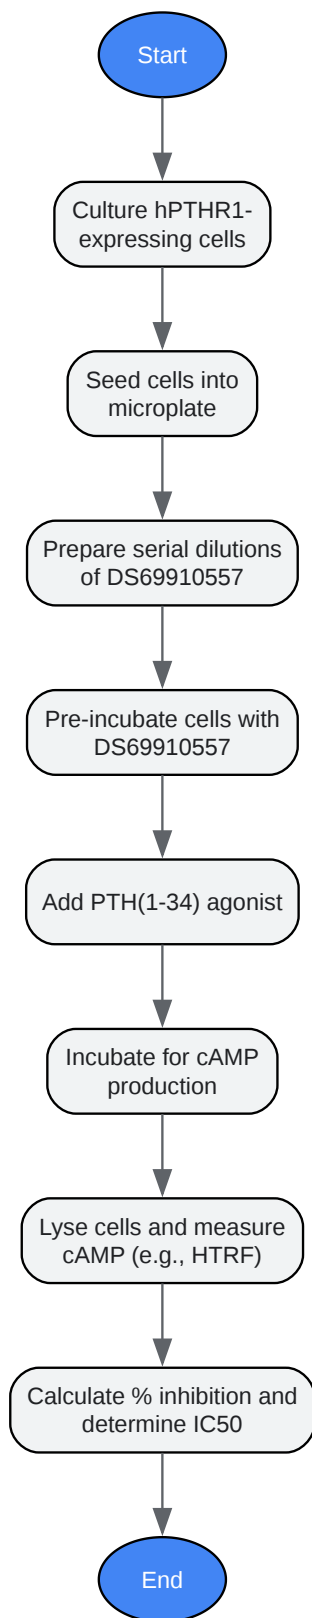 Start
Culture hPTHR1-
expressing cells
Seed cells into
microplate
Prepare serial dilutions
of DS69910557
Pre-incubate cells with
DS69910557
Add PTH(1-34) agonist
Incubate for cAMP
production
Lyse cells and measure
cAMP (e.g., HTRF)
Calculate % inhibition and
determine IC50
End